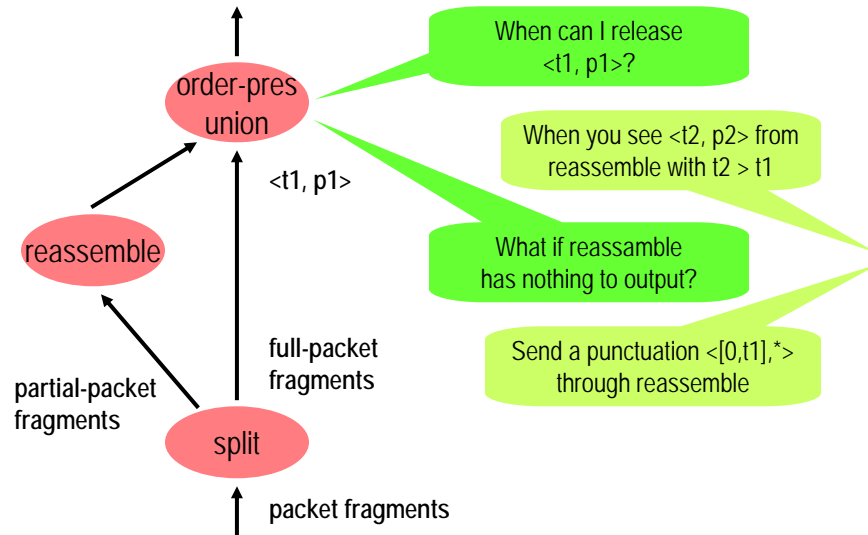 When can I release
<t1, p1>?
order-pres
union
When you see <t2, p2> from
reassemble with t2 > t1
<t1, p1>
reassemble
What if reassamble
has nothing to output?
full-packet
fragments
Send a punctuation <[0,t1],*>
through reassemble
partial-packet
fragments
split
packet fragments